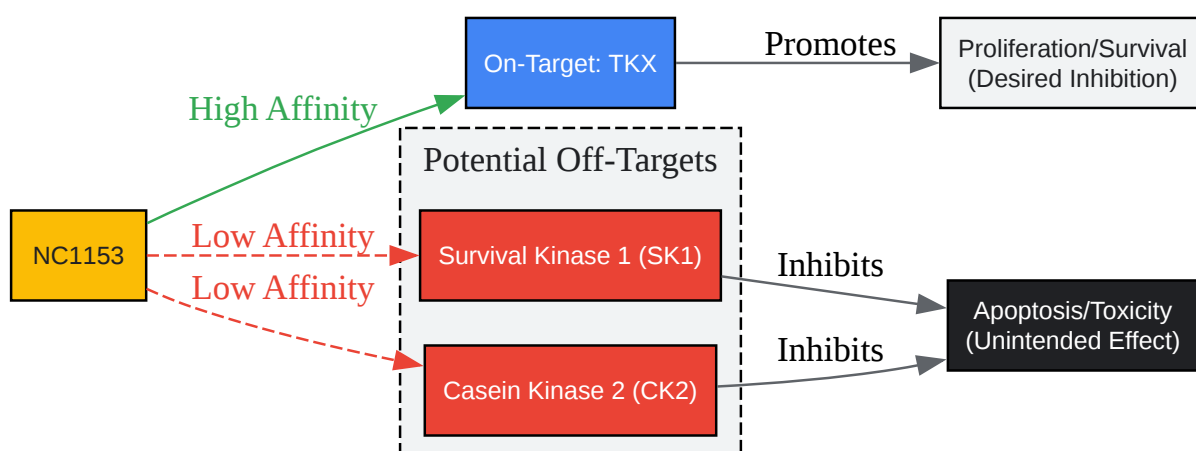 On-Target: TKX
Promotes
Proliferation/Survival
(Desired Inhibition)
High Affinity
Potential Off-Targets
NC1153
Low Affinity
Survival Kinase 1 (SK1)
Inhibits
Low Affinity
Apoptosis/Toxicity
(Unintended Effect)
Inhibits
Casein Kinase 2 (CK2)